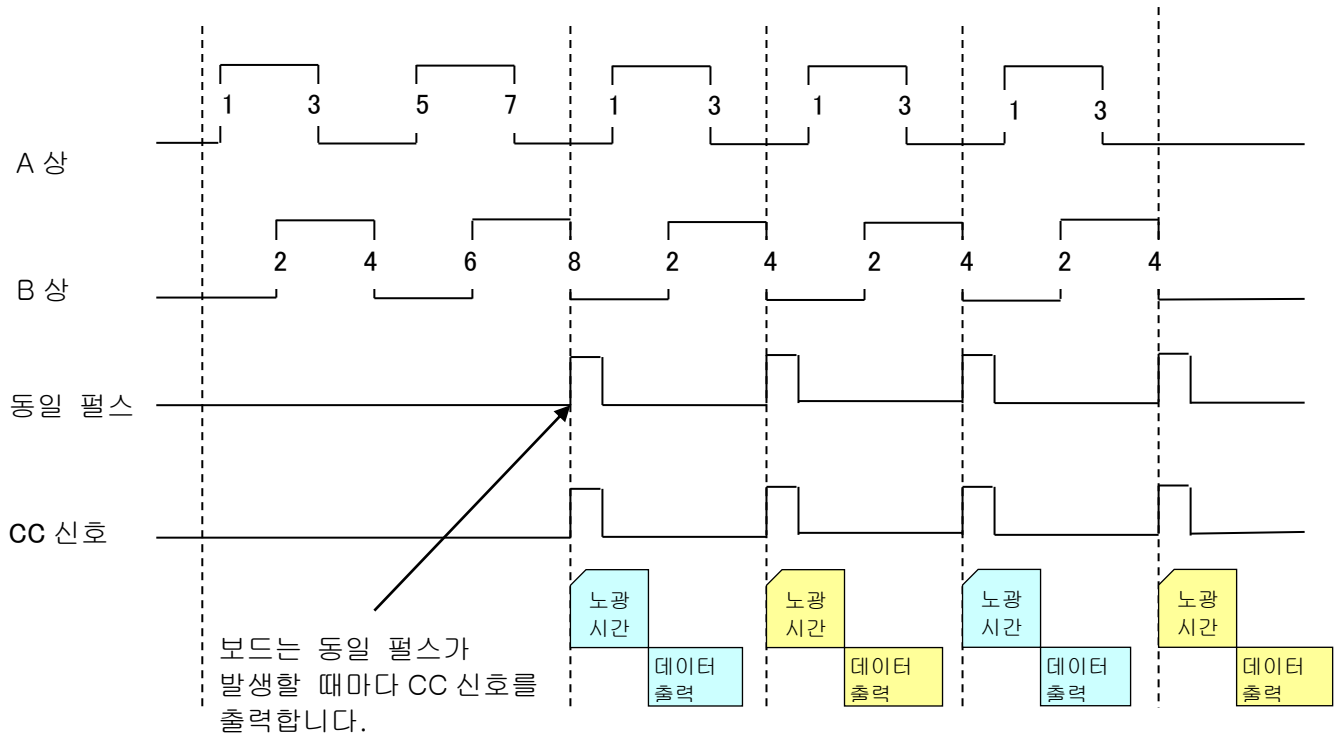 1 3 5 7 1 3 1 3 1 3
A 상
2 4 6 8 2 4 2 4 2 4
B 상
동일 펄스
CC 신호
노광
시간
노광
시간
노광
시간
노광
시간
데이터
출력
데이터
출력
데이터
출력
데이터
출력
보드는 동일 펄스가
발생할 때마다 CC 신호를
출력합니다.